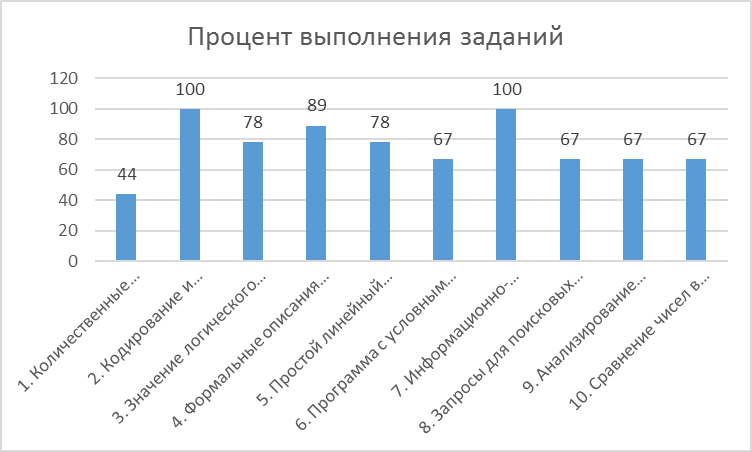 Процент выполнения заданий
120
100
80
60
40
20
0
44
100
78
89
78
67
100
67
67
67
1. Количественные...
2. Кодирование и...
3. Значение логического...
4. Формальные описания...
5. Простой линейный...
6. Программа с условным...
7. Информационно-...
8. Запросы для поисковых...
9. Анализирование...
10. Сравнение чисел в...